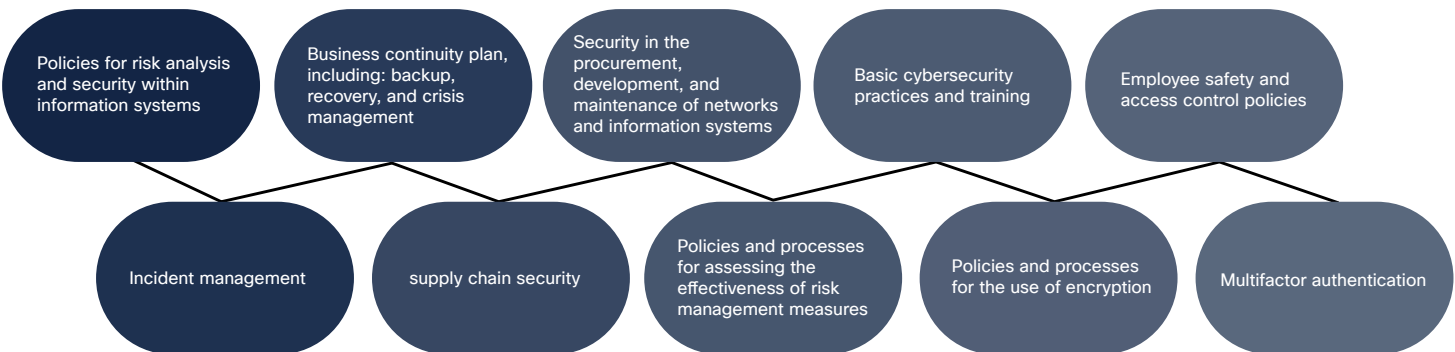 Policies for risk analysis
and security within
information systems
Business continuity plan,
including: backup,
recovery, and crisis
management
Security in the
procurement,
development, and
maintenance of networks
and information systems
Basic cybersecurity
practices and training
Employee safety and
access control policies
Incident management
supply chain security
Policies and processes
for assessing the
effectiveness of risk
management measures
Policies and processes
for the use of encryption
Multifactor authentication